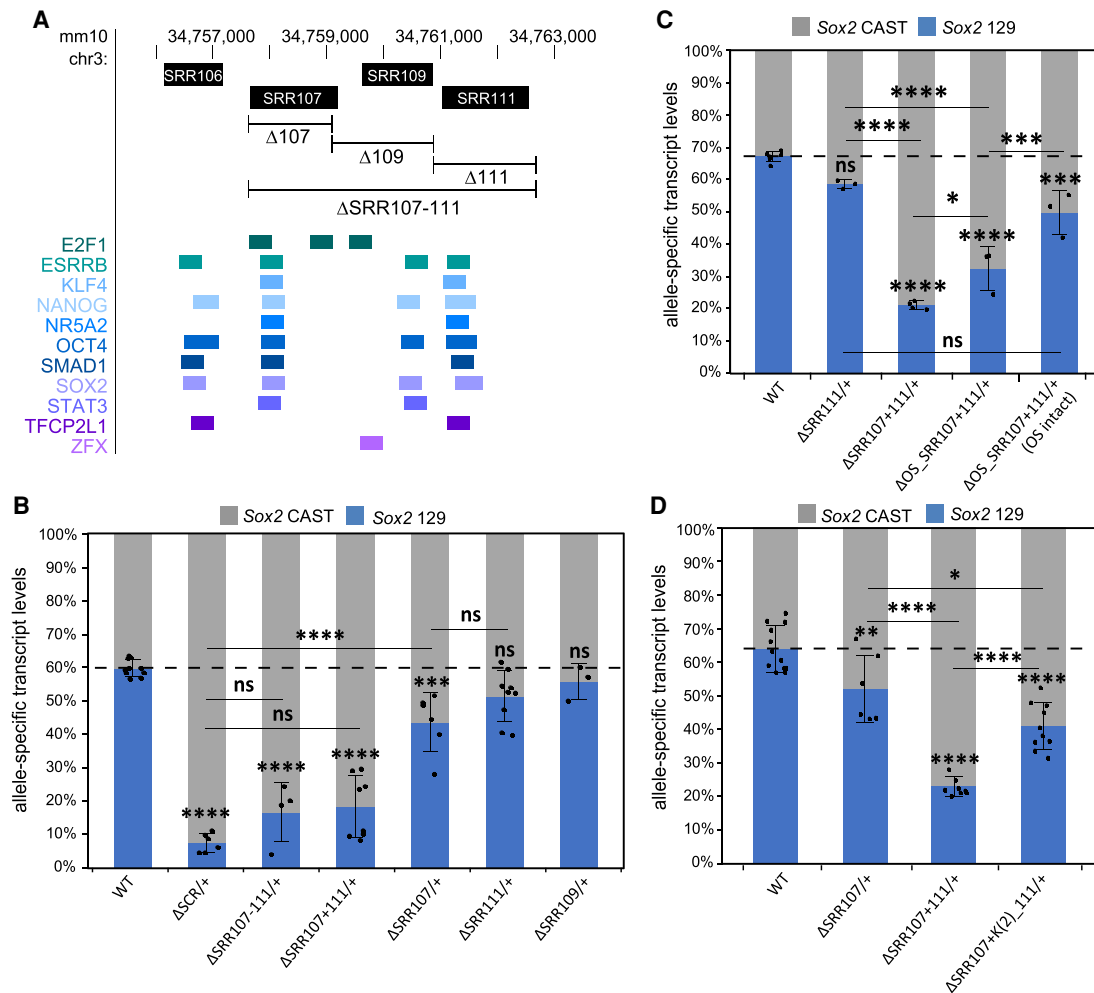 A
mm10 34,757,000 34,759,000 34,761,000 34,763,000
chr3:
SRR106 SRR109
SRR107 SRR111
Δ107
Δ109
Δ111
ΔSRR107-111
E2F1
ESRRB
KLF4
NANOG
NR5A2
OCT4
SMAD1
SOX2
STAT3
TFCP2L1
ZFX
B
Sox2 CAST Sox2 129
allele-specific transcript levels
100%
90%
80%
70%
60%
50%
40%
30%
20%
10%
0%
ns
****
ns
ns
ns
ns
***
****
****
****
WT
ΔSCR/+
ΔSRR107-111/+
ΔSRR107+111/+
ΔSRR107/+
ΔSRR111/+
ΔSRR109/+
C
Sox2 CAST Sox2 129
allele-specific transcript levels
100%
90%
80%
70%
60%
50%
40%
30%
20%
10%
0%
****
****
***
ns
***
*
****
****
ns
WT
ΔSRR111/+
ΔSRR107+111/+
ΔOS_SRR107+111/+
ΔOS_SRR107+111/+
(OS intact)
D
Sox2 CAST Sox2 129
allele-specific transcript levels
100%
90%
80%
70%
60%
50%
40%
30%
20%
10%
0%
*
****
**
****
****
****
WT
ΔSRR107/+
ΔSRR107+111/+
ΔSRR107+K(2)_111/+